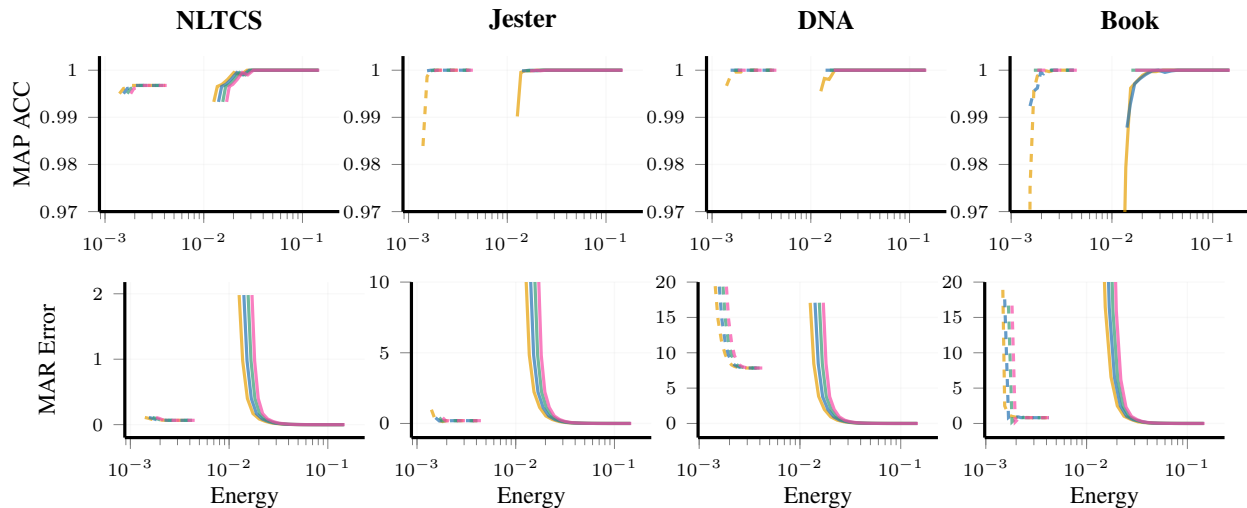 NLTCS Jester DNA Book
MAP ACC
1 1 1 1
0.99 0.99 0.99 0.99
0.98 0.98 0.98 0.98
0.97 0.97 0.97 0.97
10−3 10−2 10−1 10−3 10−2 10−1 10−3 10−2 10−1 10−3 10−2 10−1
MAR Error
2 10 20 20
15 15
1 5 10 10
5 5
0 0 0 0
10−3 10−2 10−1 10−3 10−2 10−1 10−3 10−2 10−1 10−3 10−2 10−1
Energy Energy Energy Energy